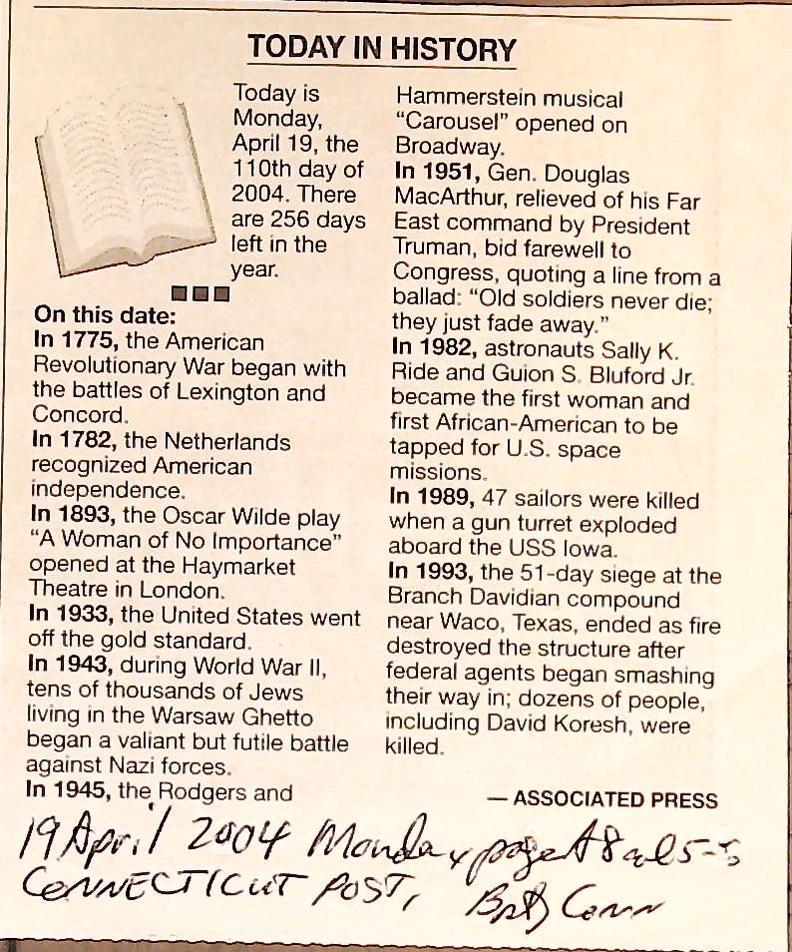 TODAY IN HISTORY
Today is
Monday,
April 19, the
110th day of
2004. There
are 256 days
left in the
year.
On this date:
In 1775, the American
Revolutionary War began with
the battles of Lexington and
Concord.
In 1782, the Netherlands
recognized American
independence.
In 1893, the Oscar Wilde play
“A Woman of No Importance”
opened at the Haymarket
Theatre in London.
In 1933, the United States went
off the gold standard.
In 1943, during World War II,
tens of thousands of Jews
living in the Warsaw Ghetto
began a valiant but futile battle
against Nazi forces.
In 1945, the Rodgers and
Hammerstein musical
“Carousel” opened on
Broadway.
In 1951, Gen. Douglas
MacArthur, relieved of his Far
East command by President
Truman, bid farewell to
Congress, quoting a line from a
ballad: “Old soldiers never die;
they just fade away.”
In 1982, astronauts Sally K.
Ride and Guion S. Bluford Jr.
became the first woman and
first African-American to be
tapped for U.S. space
missions.
In 1989, 47 sailors were killed
when a gun turret exploded
aboard the USS Iowa.
In 1993, the 51-day siege at the
Branch Davidian compound
near Waco, Texas, ended as fire
destroyed the structure after
federal agents began smashing
their way in; dozens of people,
including David Koresh, were
killed.
— ASSOCIATED PRESS
19 April 2004 Monday page A8
CONNECTICUT POST, Conn